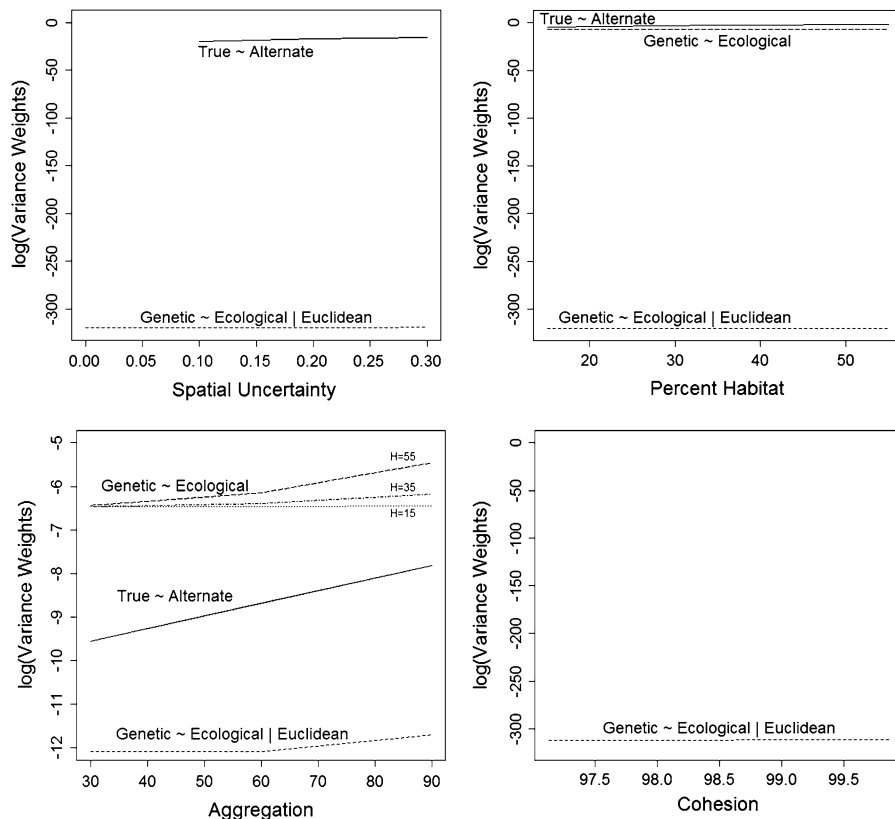 log(Variance Weights)
0
-50
-100
-150
-200
-250
-300
True ~ Alternate
Genetic ~ Ecological | Euclidean
0.00 0.05 0.10 0.15 0.20 0.25 0.30
Spatial Uncertainty
log(Variance Weights)
0
-50
-100
-150
-200
-250
-300
True ~ Alternate
Genetic ~ Ecological
Genetic ~ Ecological | Euclidean
20 30 40 50
Percent Habitat
log(Variance Weights)
-5
-6
-7
-8
-9
-10
-11
-12
H=55
Genetic ~ Ecological
H=35
H=15
True ~ Alternate
Genetic ~ Ecological | Euclidean
30 40 50 60 70 80 90
Aggregation
log(Variance Weights)
0
-50
-100
-150
-200
-250
-300
Genetic ~ Ecological | Euclidean
97.5 98.0 98.5 99.0 99.5
Cohesion